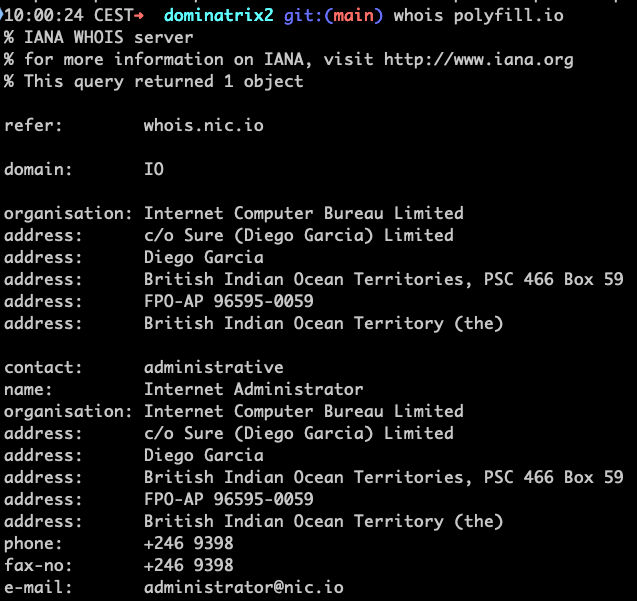 10:00:24 CEST➜  dominatrix2 git:(main) whois polyfill.io
% IANA WHOIS server
% for more information on IANA, visit http://www.iana.org
% This query returned 1 object

refer:        whois.nic.io

domain:       IO

organisation: Internet Computer Bureau Limited
address:      c/o Sure (Diego Garcia) Limited
address:      Diego Garcia
address:      British Indian Ocean Territories, PSC 466 Box 59
address:      FPO-AP 96595-0059
address:      British Indian Ocean Territory (the)

contact:      administrative
name:         Internet Administrator
organisation: Internet Computer Bureau Limited
address:      c/o Sure (Diego Garcia) Limited
address:      Diego Garcia
address:      British Indian Ocean Territories, PSC 466 Box 59
address:      FPO-AP 96595-0059
address:      British Indian Ocean Territory (the)
phone:        +246 9398
fax-no:       +246 9398
e-mail:       administrator@nic.io